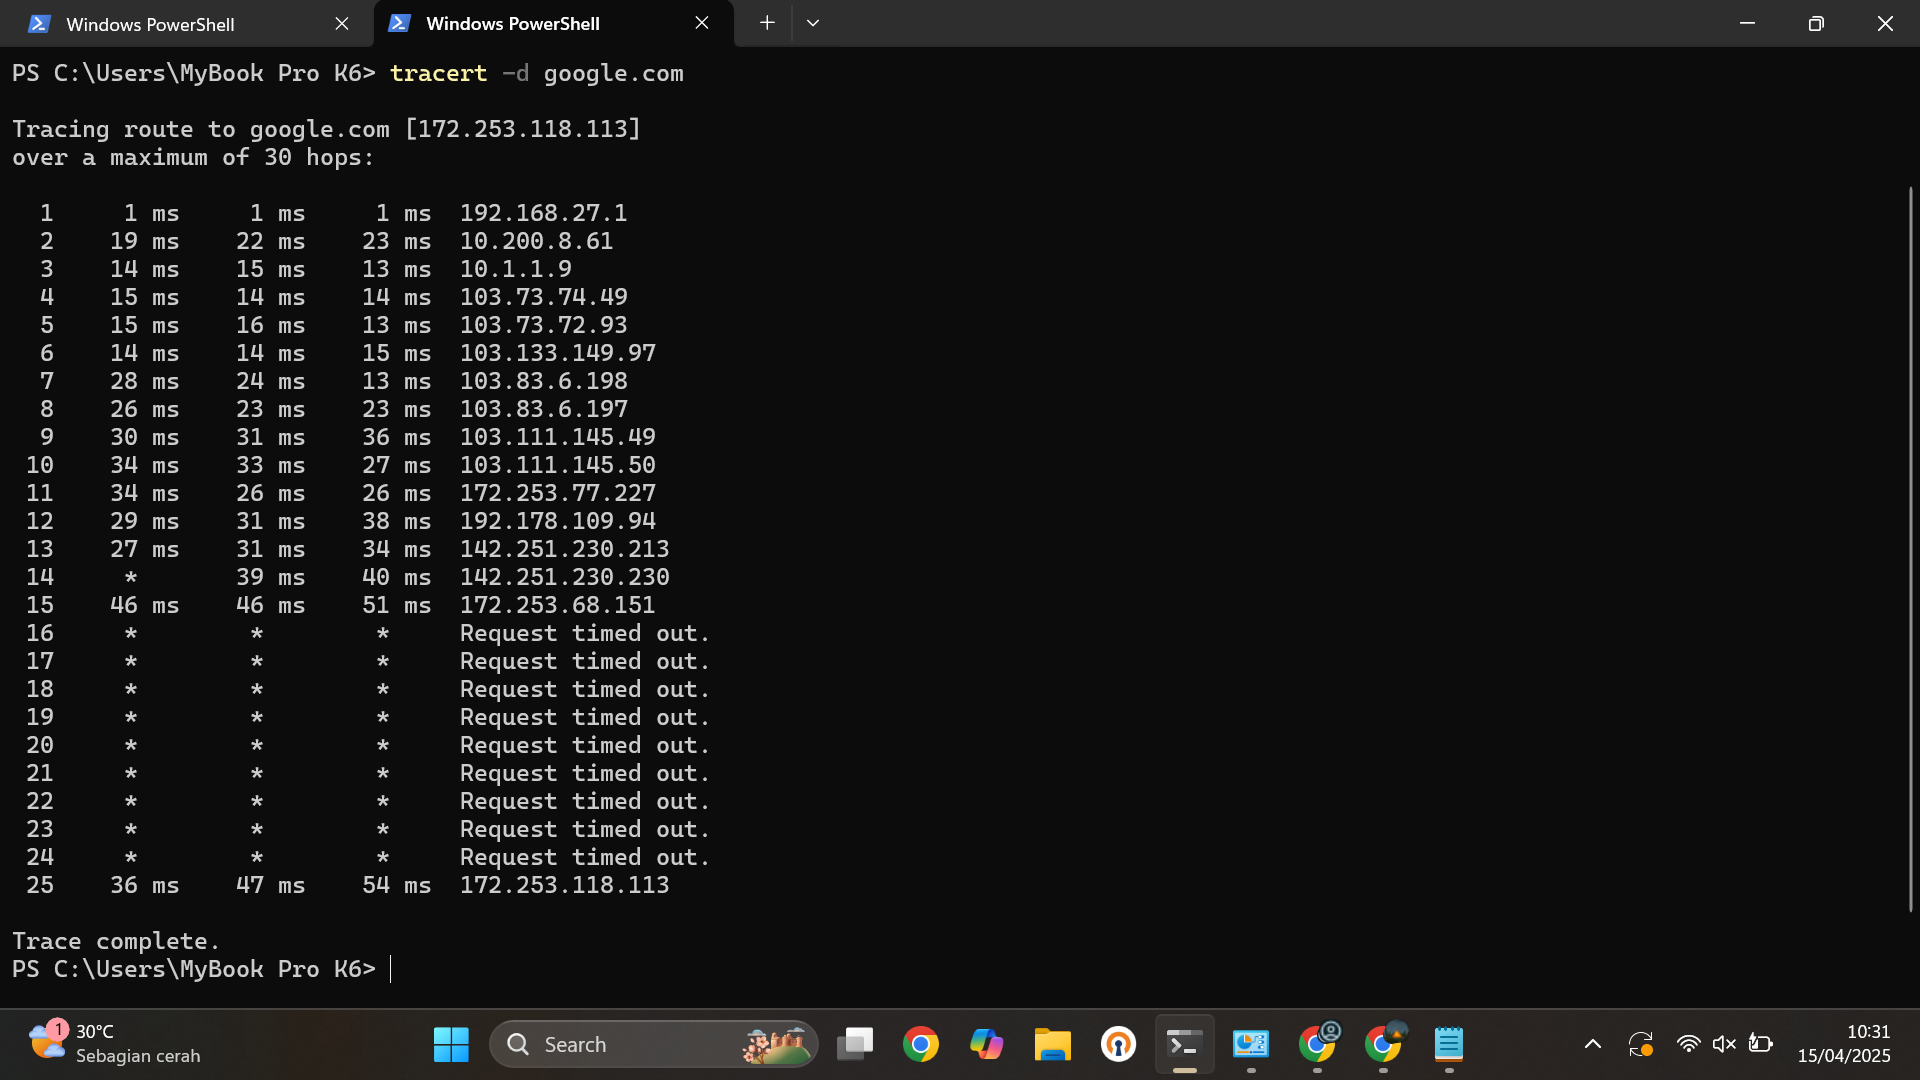 Windows PowerShell
Windows PowerShell
PS C:\Users\MyBook Pro K6> tracert -d google.com
Tracing route to google.com [172.253.118.113]
over a maximum of 30 hops:
1 1 ms 1 ms 1 ms 192.168.27.1
2 19 ms 22 ms 23 ms 10.200.8.61
3 14 ms 15 ms 13 ms 10.1.1.9
4 15 ms 14 ms 14 ms 103.73.74.49
5 15 ms 16 ms 13 ms 103.73.72.93
6 14 ms 14 ms 15 ms 103.133.149.97
7 28 ms 24 ms 13 ms 103.83.6.198
8 26 ms 23 ms 23 ms 103.83.6.197
9 30 ms 31 ms 36 ms 103.111.145.49
10 34 ms 33 ms 27 ms 103.111.145.50
11 34 ms 26 ms 26 ms 172.253.77.227
12 29 ms 31 ms 38 ms 192.178.109.94
13 27 ms 31 ms 34 ms 142.251.230.213
14 * 39 ms 40 ms 142.251.230.230
15 46 ms 46 ms 51 ms 172.253.68.151
16 * * * Request timed out.
17 * * * Request timed out.
18 * * * Request timed out.
19 * * * Request timed out.
20 * * * Request timed out.
21 * * * Request timed out.
22 * * * Request timed out.
23 * * * Request timed out.
24 * * * Request timed out.
25 36 ms 47 ms 54 ms 172.253.118.113
Trace complete.
PS C:\Users\MyBook Pro K6>
1
30°C
Sebagian cerah
Search
10:31
15/04/2025